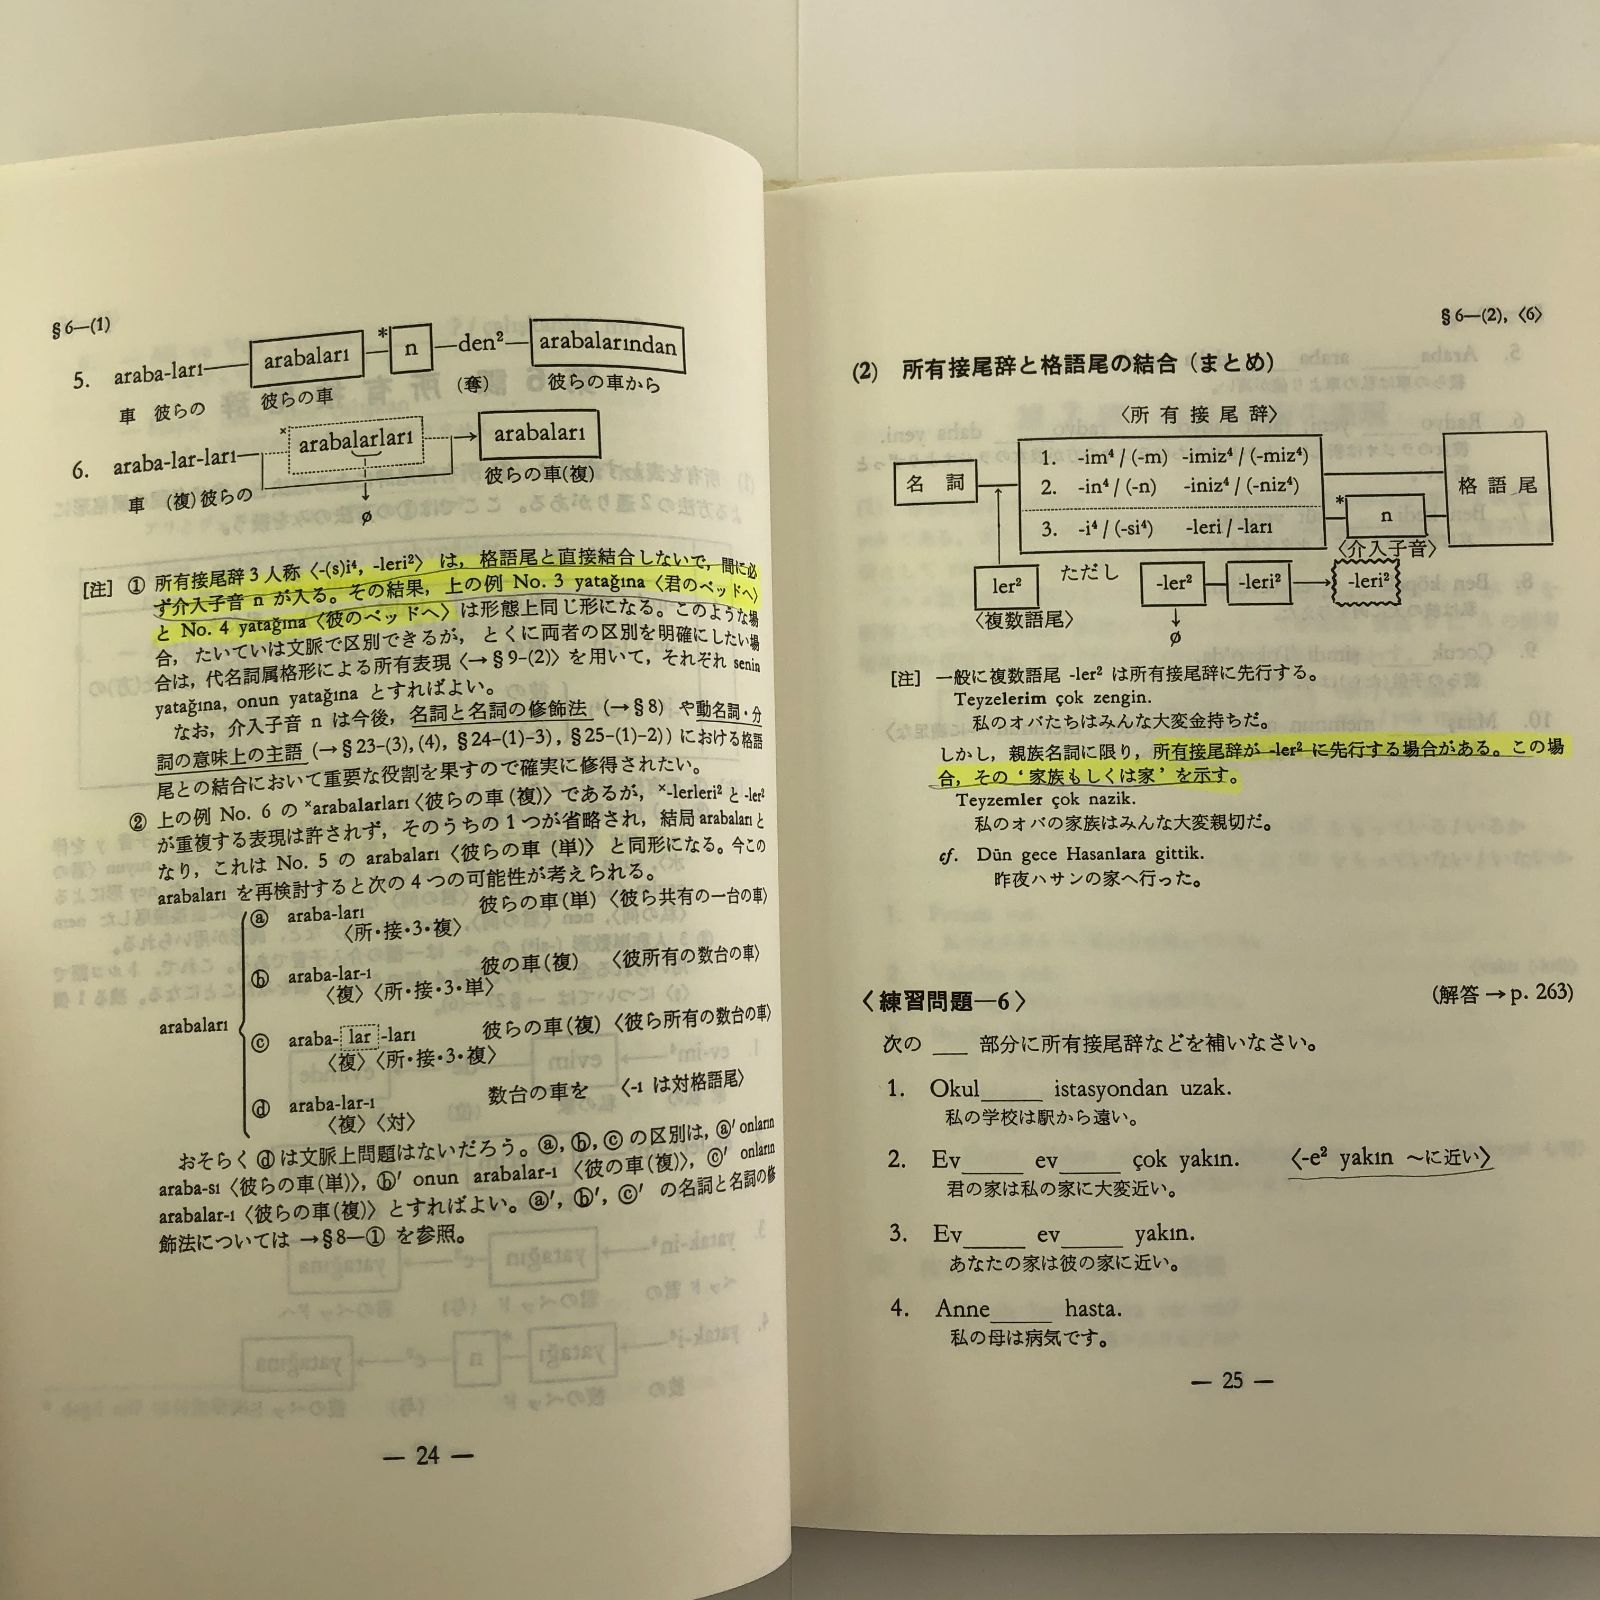 §6—(1)
5. araba-ları arabaları * n den² arabalarından
車 彼らの 彼らの車 (奪) 彼らの車から
6. araba-lar-ları × arabalarları arabaları
車 (複)彼らの ø 彼らの車(複)
[注] ① 所有接尾辞3人称〈-(s)i⁴, -leri²〉は，格語尾と直接結合しないで，間に必
ず介入子音 n が入る。その結果，上の例 No. 3 yatağına〈君のベッドへ〉
と No. 4 yatağına〈彼のベッドへ〉は形態上同じ形になる。このような場
合，たいていは文脈で区別できるが，とくに両者の区別を明確にしたい場
合は，代名詞属格形による所有表現〈→§9-(2)〉を用いて，それぞれ senin
yatağına, onun yatağına とすればよい。
なお，介入子音 n は今後，名詞と名詞の修飾法 (→§8) や動名詞・分
詞の意味上の主語 (→§23-(3),(4), §24-(1)-3), §25-(1)-2)) における格語
尾との結合において重要な役割を果すので確実に修得されたい。
② 上の例 No. 6 の ˣarabalarları〈彼らの車(複)〉であるが，ˣ-lerleri² と -ler²
が重複する表現は許されず，そのうちの1つが省略され，結局 arabaları と
なり，これは No. 5 の arabaları〈彼らの車 (単)〉と同形になる。今この
arabaları を再検討すると次の4つの可能性が考えられる。
ⓐ araba-ları 彼らの車(単)〈彼ら共有の一台の車〉
〈所・接・3・複〉
ⓑ araba-lar-ı 彼の車(複) 〈彼所有の数台の車〉
〈複〉〈所・接・3・単〉
arabaları
ⓒ araba- lar -ları 彼らの車(複)〈彼ら所有の数台の車〉
〈複〉〈所・接・3・複〉
ⓓ araba-lar-ı 数台の車を 〈-ı は対格語尾〉
〈複〉〈対〉
おそらくⓓは文脈上問題はないだろう。ⓐ, ⓑ, ⓒ の区別は，ⓐ′ onların
araba-sı〈彼らの車(単)〉，ⓑ′ onun arabalar-ı 〈彼の車(複)〉，ⓒ′ onların
arabalar-ı〈彼らの車(複)〉とすればよい。ⓐ′, ⓑ′, ⓒ′ の名詞と名詞の修
飾法については →§8—① を参照。
— 24 —
§6—(2), 〈6〉
(2) 所有接尾辞と格語尾の結合（まとめ）
〈所有接尾辞〉
名詞
1. -im⁴ / (-m) -imiz⁴ / (-miz⁴)
2. -in⁴ / (-n) -iniz⁴ / (-niz⁴)
3. -i⁴ / (-si⁴) -leri / -ları
* n
〈介入子音〉
格語尾
ler² ただし -ler² -leri² -leri²
〈複数語尾〉 ø
[注] 一般に複数語尾 -ler² は所有接尾辞に先行する。
Teyzelerim çok zengin.
私のオバたちはみんな大変金持ちだ。
しかし，親族名詞に限り，所有接尾辞が -ler² に先行する場合がある。この場
合，その‘家族もしくは家’を示す。
Teyzemler çok nazik.
私のオバの家族はみんな大変親切だ。
cf. Dün gece Hasanlara gittik.
昨夜ハサンの家へ行った。
〈練習問題—6〉 (解答→p. 263)
次の ___ 部分に所有接尾辞などを補いなさい。
1. Okul_____ istasyondan uzak.
私の学校は駅から遠い。
2. Ev_____ ev_____ çok yakın. 〈-e² yakın ～に近い〉
君の家は私の家に大変近い。
3. Ev_____ ev_____ yakın.
あなたの家は彼の家に近い。
4. Anne_____ hasta.
私の母は病気です。
— 25 —